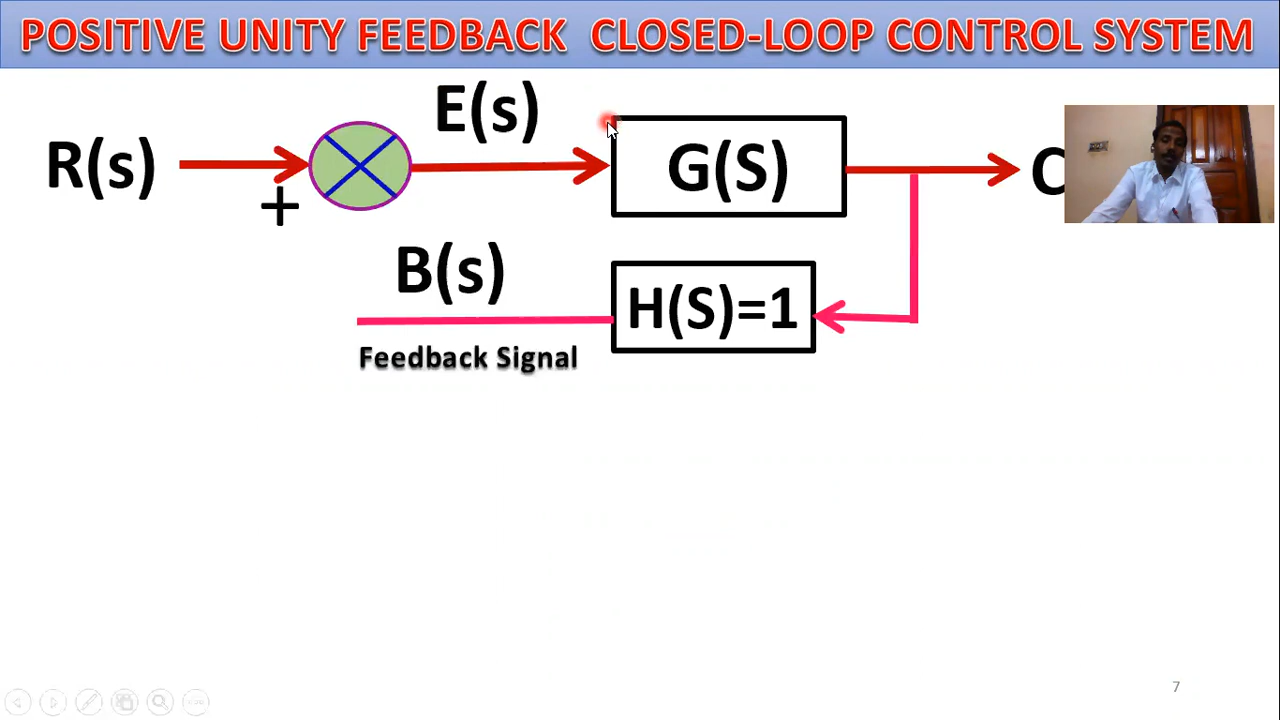 POSITIVE UNITY FEEDBACK CLOSED-LOOP CONTROL SYSTEM
E(s)
R(s)
G(S)
C
+
B(s)
H(S)=1
Feedback Signal
7